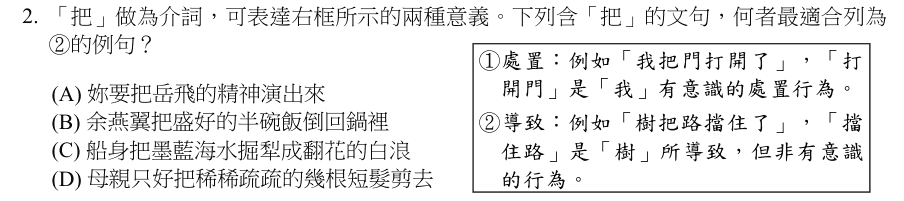 2. 「把」做為介詞，可表達右框所示的兩種意義。下列含「把」的文句，何者最適合列為
②的例句？
(A) 妳要把岳飛的精神演出來
(B) 余燕翼把盛好的半碗飯倒回鍋裡
(C) 船身把墨藍海水掘犁成翻花的白浪
(D) 母親只好把稀稀疏疏的幾根短髮剪去
①處置：例如「我把門打開了」，「打
開門」是「我」有意識的處置行為。
②導致：例如「樹把路擋住了」，「擋
住路」是「樹」所導致，但非有意識
的行為。